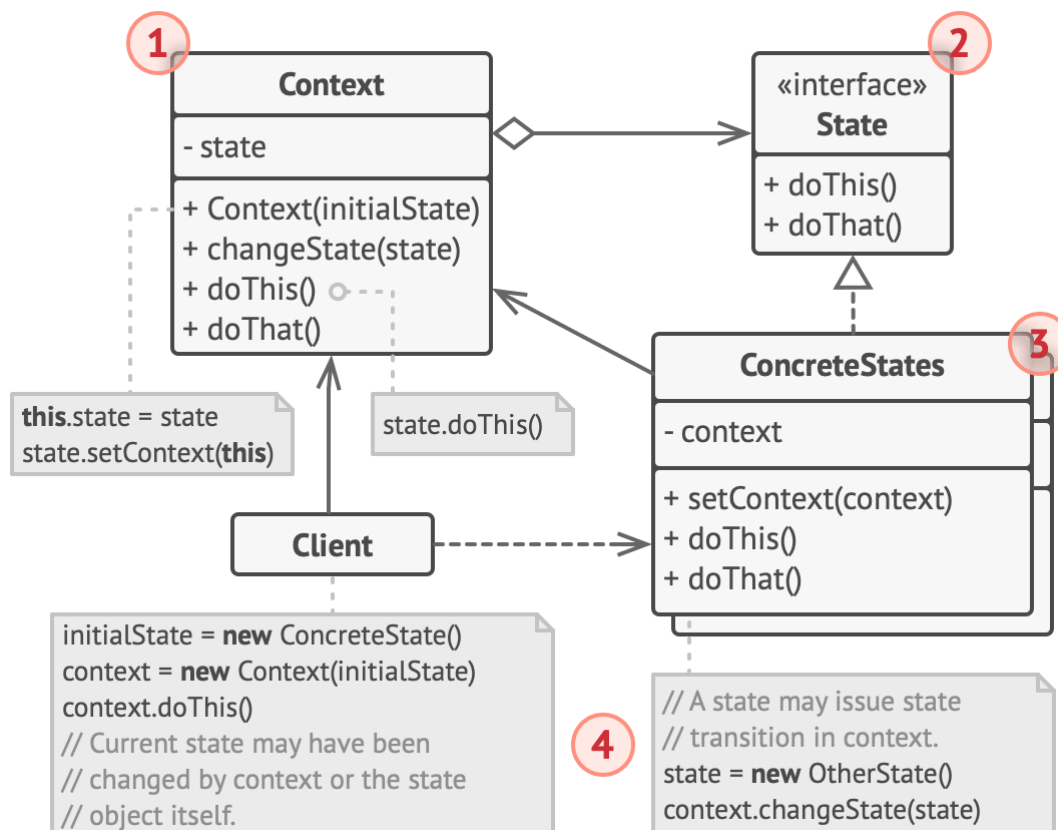 1
Context
- state
+ Context(initialState)
+ changeState(state)
+ doThis()
+ doThat()
2
«interface»
State
+ doThis()
+ doThat()
3
ConcreteStates
- context
+ setContext(context)
+ doThis()
+ doThat()
this.state = state
state.setContext(this)
state.doThis()
Client
initialState = new ConcreteState()
context = new Context(initialState)
context.doThis()
// Current state may have been
// changed by context or the state
// object itself.
4
// A state may issue state
// transition in context.
state = new OtherState()
context.changeState(state)